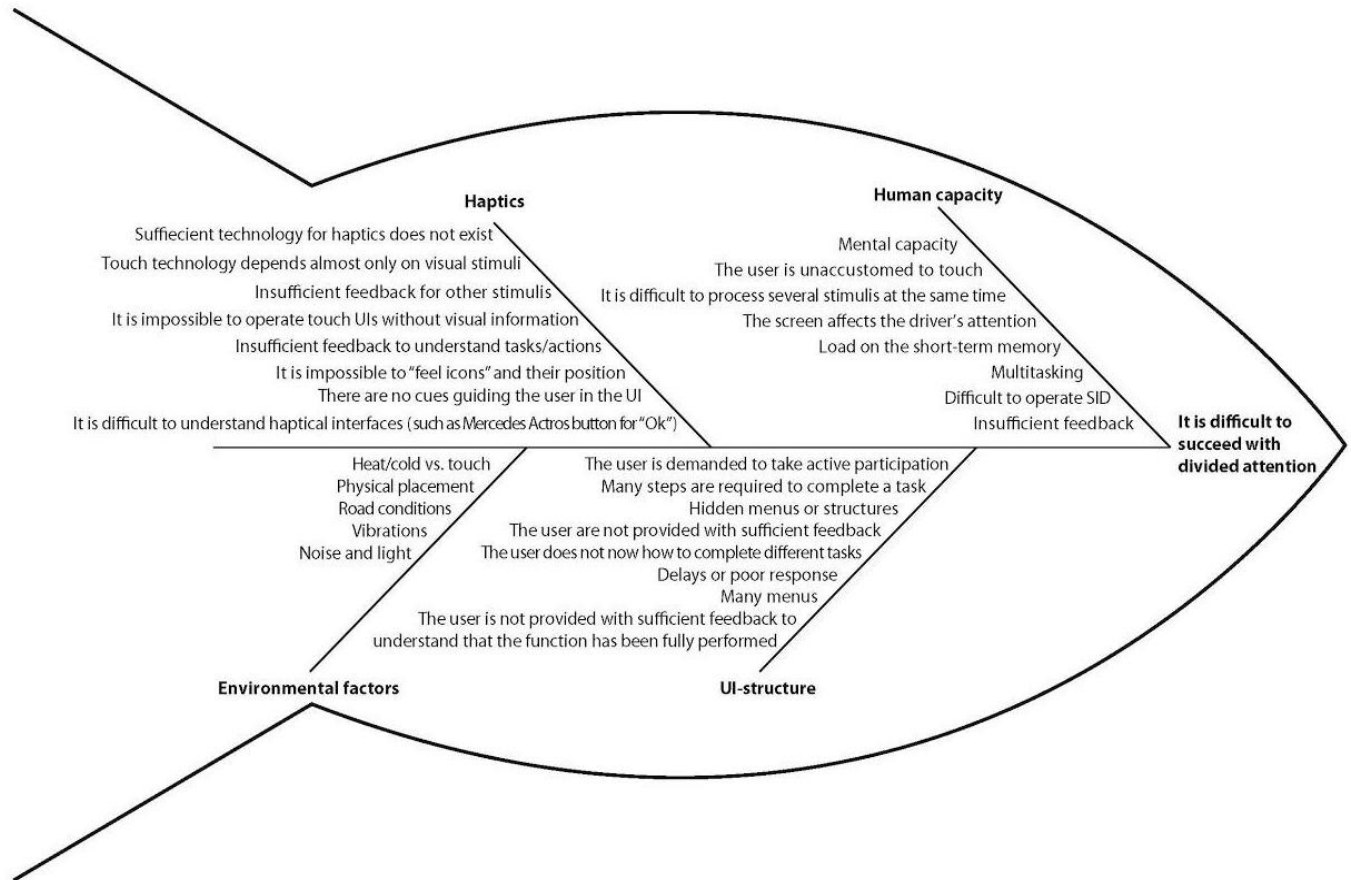 Haptics
Suffiecient technology for haptics does not exist
Touch technology depends almost only on visual stimuli
Insufficient feedback for other stimulis
It is impossible to operate touch UIs without visual information
Insufficient feedback to understand tasks/actions
It is impossible to “feel icons” and their position
There are no cues guiding the user in the UI
It is difficult to understand haptical interfaces (such as Mercedes Actros button for “Ok”)
Human capacity
Mental capacity
The user is unaccustomed to touch
It is difficult to process several stimulis at the same time
The screen affects the driver’s attention
Load on the short-term memory
Multitasking
Difficult to operate SID
Insufficient feedback
It is difficult to
succeed with
divided attention
Heat/cold vs. touch
Physical placement
Road conditions
Vibrations
Noise and light
Environmental factors
The user is demanded to take active participation
Many steps are required to complete a task
Hidden menus or structures
The user are not provided with sufficient feedback
The user does not now how to complete different tasks
Delays or poor response
Many menus
The user is not provided with sufficient feedback to
understand that the function has been fully performed
UI-structure